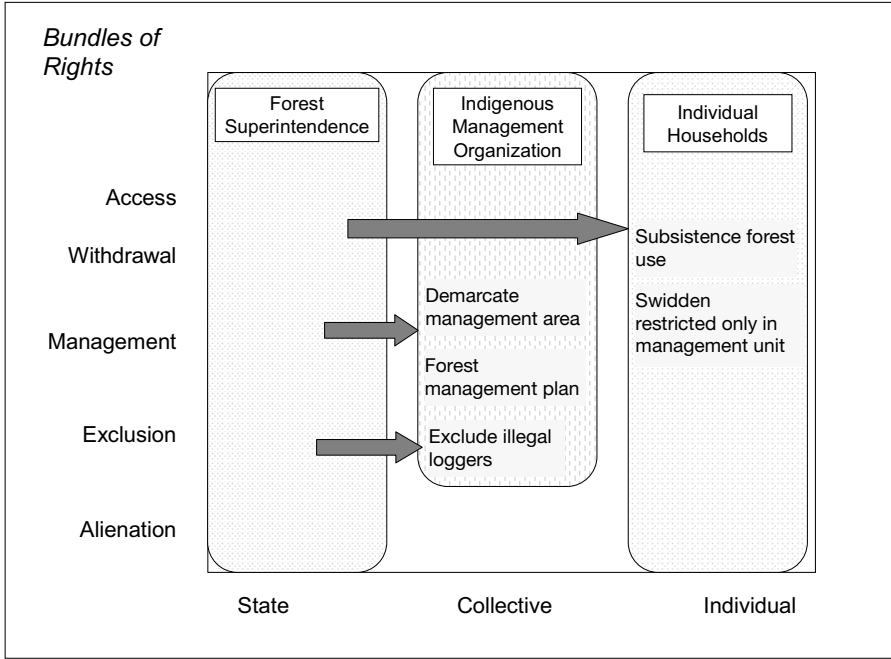 Bundles of
Rights
Forest
Superintendence
Indigenous
Management
Organization
Individual
Households
Access
Withdrawal
Management
Exclusion
Alienation
Subsistence forest
use
Demarcate
management area
Swidden
restricted only in
management unit
Forest
management plan
Exclude illegal
loggers
State
Collective
Individual